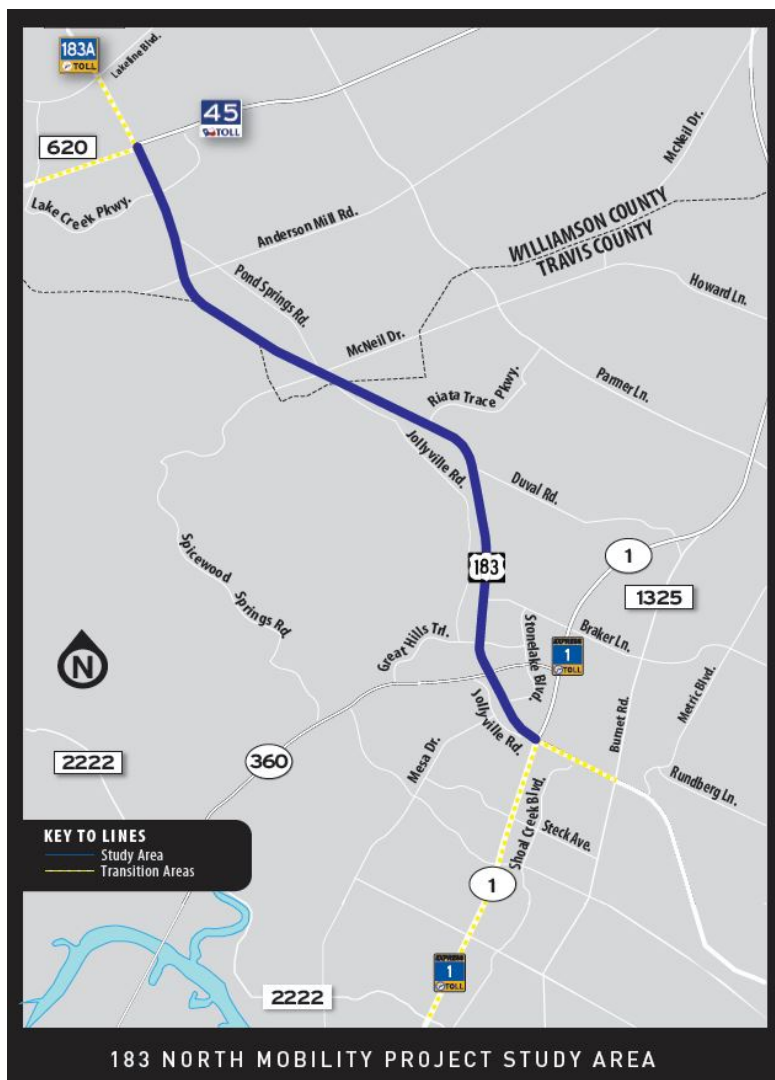 183A
TOLL
Lakeline Blvd.
45
TOLL
620
McNeil Dr.
Lake Creek Pkwy.
Anderson Mill Rd.
WILLIAMSON COUNTY
TRAVIS COUNTY
Pond Springs Rd.
Howard Ln.
McNeil Dr.
Parmer Ln.
Riata Trace Pkwy.
Jollyville Rd.
Duval Rd.
183
1
Spicewood
Springs Rd
1325
Stonelake Blvd.
Braker Ln.
Great Hills Trl.
EXPRESS
1
TOLL
N
Metric Blvd.
Jollyville Rd.
Burnet Rd.
Mesa Dr.
2222
360
Rundberg Ln.
Shoal Creek Blvd.
Steck Ave.
KEY TO LINES
Study Area
Transition Areas
1
EXPRESS
1
TOLL
2222
183 NORTH MOBILITY PROJECT STUDY AREA